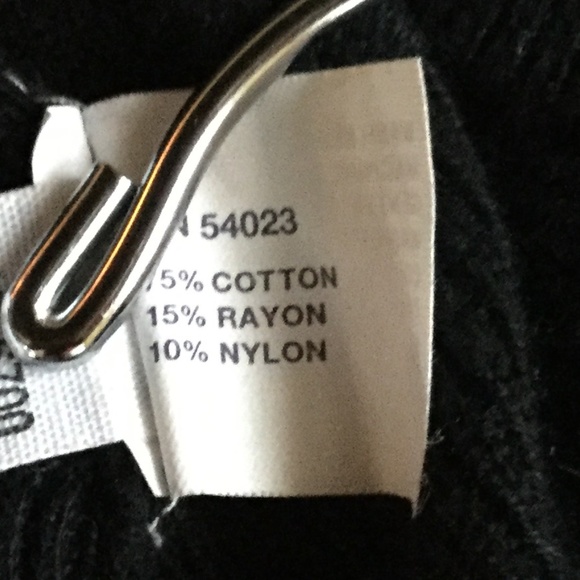 N 54023
75% COTTON
15% RAYON
10% NYLON